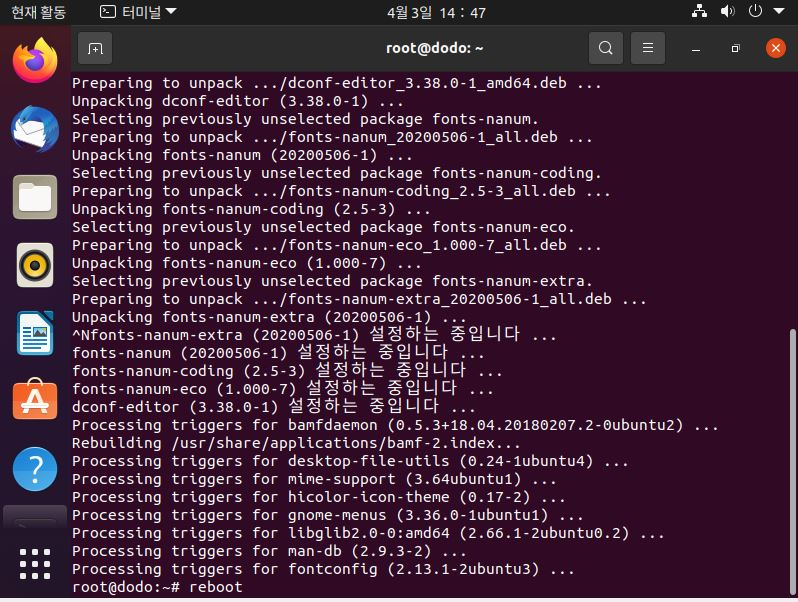 현재 활동
터미널
4월 3일 14 : 47
root@dodo: ~
Preparing to unpack .../dconf-editor_3.38.0-1_amd64.deb ...
Unpacking dconf-editor (3.38.0-1) ...
Selecting previously unselected package fonts-nanum.
Preparing to unpack .../fonts-nanum_20200506-1_all.deb ...
Unpacking fonts-nanum (20200506-1) ...
Selecting previously unselected package fonts-nanum-coding.
Preparing to unpack .../fonts-nanum-coding_2.5-3_all.deb ...
Unpacking fonts-nanum-coding (2.5-3) ...
Selecting previously unselected package fonts-nanum-eco.
Preparing to unpack .../fonts-nanum-eco_1.000-7_all.deb ...
Unpacking fonts-nanum-eco (1.000-7) ...
Selecting previously unselected package fonts-nanum-extra.
Preparing to unpack .../fonts-nanum-extra_20200506-1_all.deb ...
Unpacking fonts-nanum-extra (20200506-1) ...
^Nfonts-nanum-extra (20200506-1) 설정하는 중입니다 ...
fonts-nanum (20200506-1) 설정하는 중입니다 ...
fonts-nanum-coding (2.5-3) 설정하는 중입니다 ...
fonts-nanum-eco (1.000-7) 설정하는 중입니다 ...
dconf-editor (3.38.0-1) 설정하는 중입니다 ...
Processing triggers for bamfdaemon (0.5.3+18.04.20180207.2-0ubuntu2) ...
Rebuilding /usr/share/applications/bamf-2.index...
Processing triggers for desktop-file-utils (0.24-1ubuntu4) ...
Processing triggers for mime-support (3.64ubuntu1) ...
Processing triggers for hicolor-icon-theme (0.17-2) ...
Processing triggers for gnome-menus (3.36.0-1ubuntu1) ...
Processing triggers for libglib2.0-0:amd64 (2.66.1-2ubuntu0.2) ...
Processing triggers for man-db (2.9.3-2) ...
Processing triggers for fontconfig (2.13.1-2ubuntu3) ...
root@dodo:~# reboot